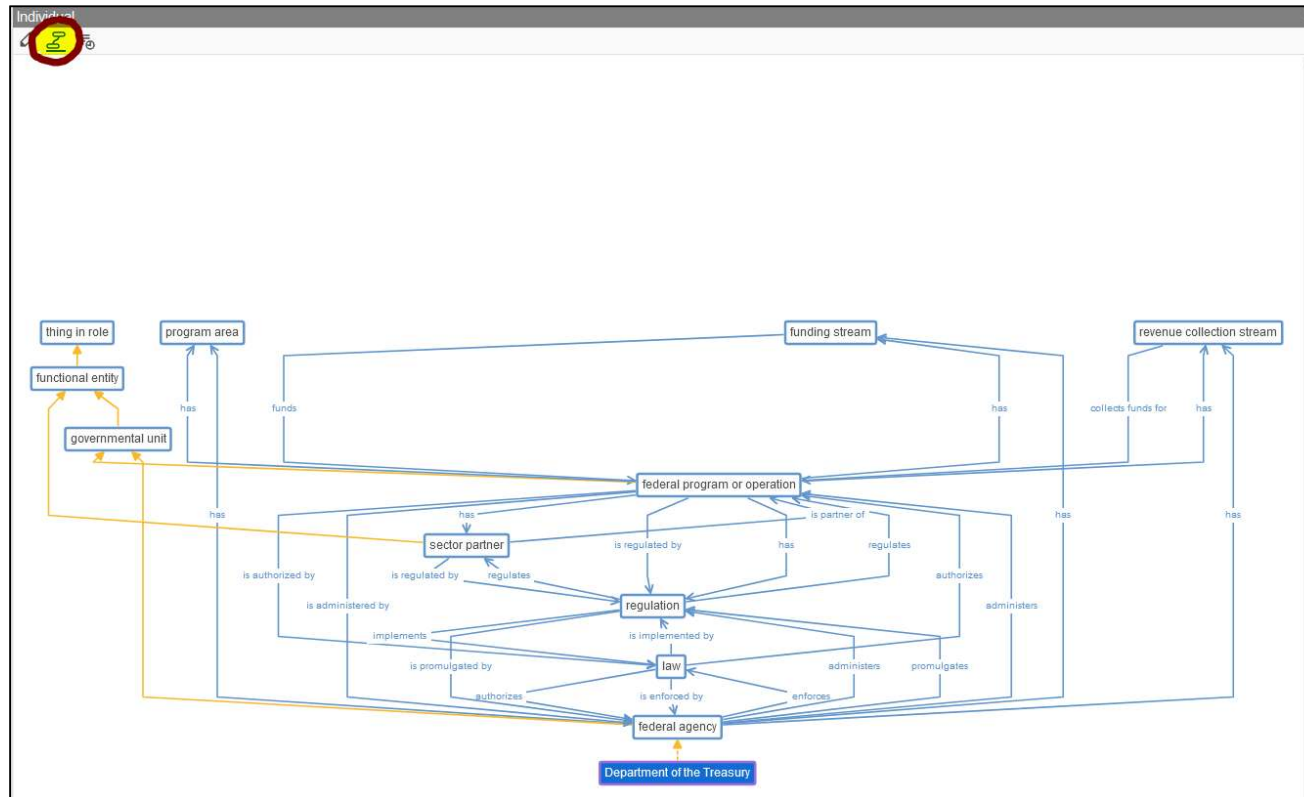 Individual
thing in role
program area
funding stream
revenue collection stream
functional entity
has
funds
has
collects funds for
has
governmental unit
federal program or operation
has
has
is partner of
has
has
sector partner
is regulated by
has
regulates
is authorized by
is regulated by
regulates
authorizes
is administered by
regulation
administers
implements
is implemented by
is promulgated by
law
administers
promulgates
authorizes
is enforced by
enforces
federal agency
Department of the Treasury